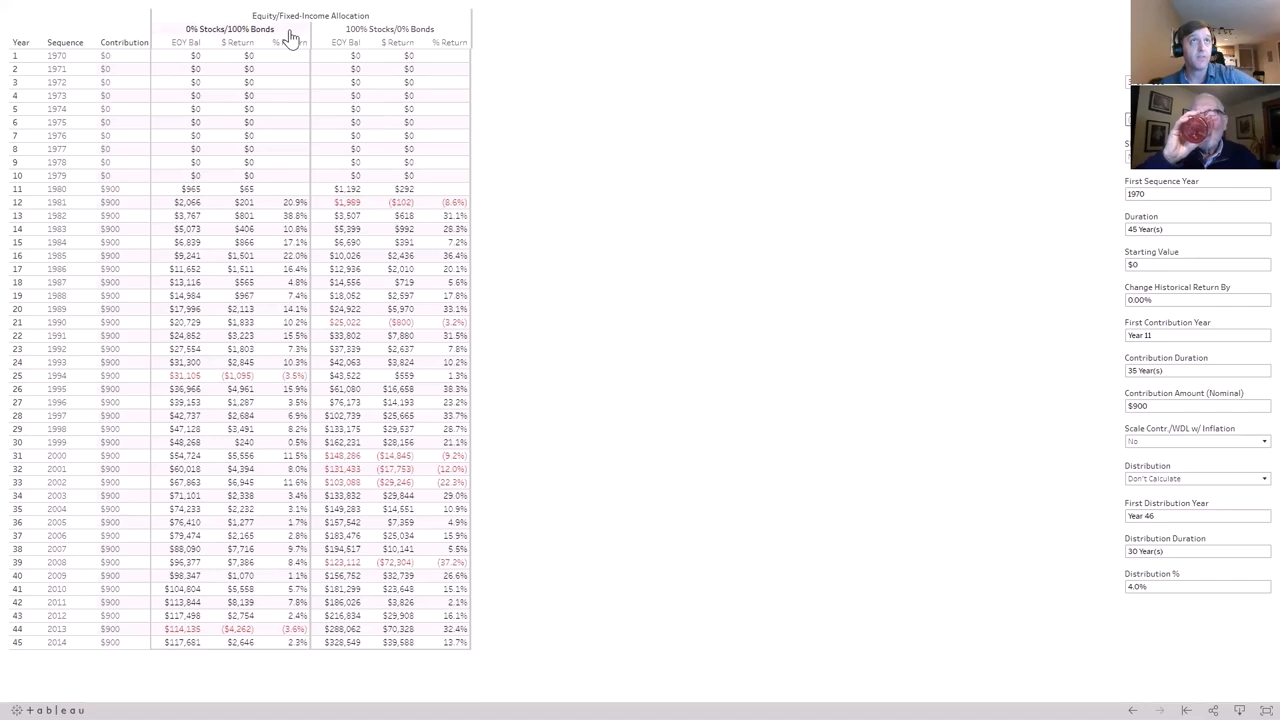 Equity/Fixed-Income Allocation
0% Stocks/100% Bonds 100% Stocks/0% Bonds
Year Sequence Contribution EOY Bal $ Return % EOY Bal $ Return % Return
1 1970 $0 $0 $0 $0 $0
2 1971 $0 $0 $0 $0 $0
3 1972 $0 $0 $0 $0 $0
4 1973 $0 $0 $0 $0 $0
5 1974 $0 $0 $0 $0 $0
6 1975 $0 $0 $0 $0 $0
7 1976 $0 $0 $0 $0 $0
8 1977 $0 $0 $0 $0 $0
9 1978 $0 $0 $0 $0 $0
10 1979 $0 $0 $0 $0 $0
11 1980 $900 $965 $65 $1,192 $292
12 1981 $900 $2,066 $201 20.9% $1,989 ($102) (8.6%)
13 1982 $900 $3,767 $801 38.8% $3,507 $618 31.1%
14 1983 $900 $5,073 $406 10.8% $5,399 $992 28.3%
15 1984 $900 $6,839 $866 17.1% $6,690 $391 7.2%
16 1985 $900 $9,241 $1,501 22.0% $10,026 $2,436 36.4%
17 1986 $900 $11,652 $1,511 16.4% $12,936 $2,010 20.1%
18 1987 $900 $13,116 $565 4.8% $14,556 $719 5.6%
19 1988 $900 $14,984 $967 7.4% $18,052 $2,597 17.8%
20 1989 $900 $17,996 $2,113 14.1% $24,922 $5,970 33.1%
21 1990 $900 $20,729 $1,833 10.2% $25,022 ($800) (3.2%)
22 1991 $900 $24,852 $3,223 15.5% $33,802 $7,880 31.5%
23 1992 $900 $27,554 $1,803 7.3% $37,339 $2,637 7.8%
24 1993 $900 $31,300 $2,845 10.3% $42,063 $3,824 10.2%
25 1994 $900 $31,105 ($1,095) (3.5%) $43,522 $559 1.3%
26 1995 $900 $36,966 $4,961 15.9% $61,080 $16,658 38.3%
27 1996 $900 $39,153 $1,287 3.5% $76,173 $14,193 23.2%
28 1997 $900 $42,737 $2,684 6.9% $102,739 $25,665 33.7%
29 1998 $900 $47,128 $3,491 8.2% $133,175 $29,537 28.7%
30 1999 $900 $48,268 $240 0.5% $162,231 $28,156 21.1%
31 2000 $900 $54,724 $5,556 11.5% $148,286 ($14,845) (9.2%)
32 2001 $900 $60,018 $4,394 8.0% $131,433 ($17,753) (12.0%)
33 2002 $900 $67,863 $6,945 11.6% $103,088 ($29,246) (22.3%)
34 2003 $900 $71,101 $2,338 3.4% $133,832 $29,844 29.0%
35 2004 $900 $74,233 $2,232 3.1% $149,283 $14,551 10.9%
36 2005 $900 $76,410 $1,277 1.7% $157,542 $7,359 4.9%
37 2006 $900 $79,474 $2,165 2.8% $183,476 $25,034 15.9%
38 2007 $900 $88,090 $7,716 9.7% $194,517 $10,141 5.5%
39 2008 $900 $96,377 $7,386 8.4% $123,112 ($72,304) (37.2%)
40 2009 $900 $98,347 $1,070 1.1% $156,752 $32,739 26.6%
41 2010 $900 $104,804 $5,558 5.7% $181,299 $23,648 15.1%
42 2011 $900 $113,844 $8,139 7.8% $186,026 $3,826 2.1%
43 2012 $900 $117,498 $2,754 2.4% $216,834 $29,908 16.1%
44 2013 $900 $114,135 ($4,262) (3.6%) $288,062 $70,328 32.4%
45 2014 $900 $117,681 $2,646 2.3% $328,549 $39,588 13.7%
First Sequence Year
1970
Duration
45 Year(s)
Starting Value
$0
Change Historical Return By
0.00%
First Contribution Year
Year 11
Contribution Duration
35 Year(s)
Contribution Amount (Nominal)
$900
Scale Contr./WDL w/ Inflation
No
Distribution
Don't Calculate
First Distribution Year
Year 46
Distribution Duration
30 Year(s)
Distribution %
4.0%
+ableau